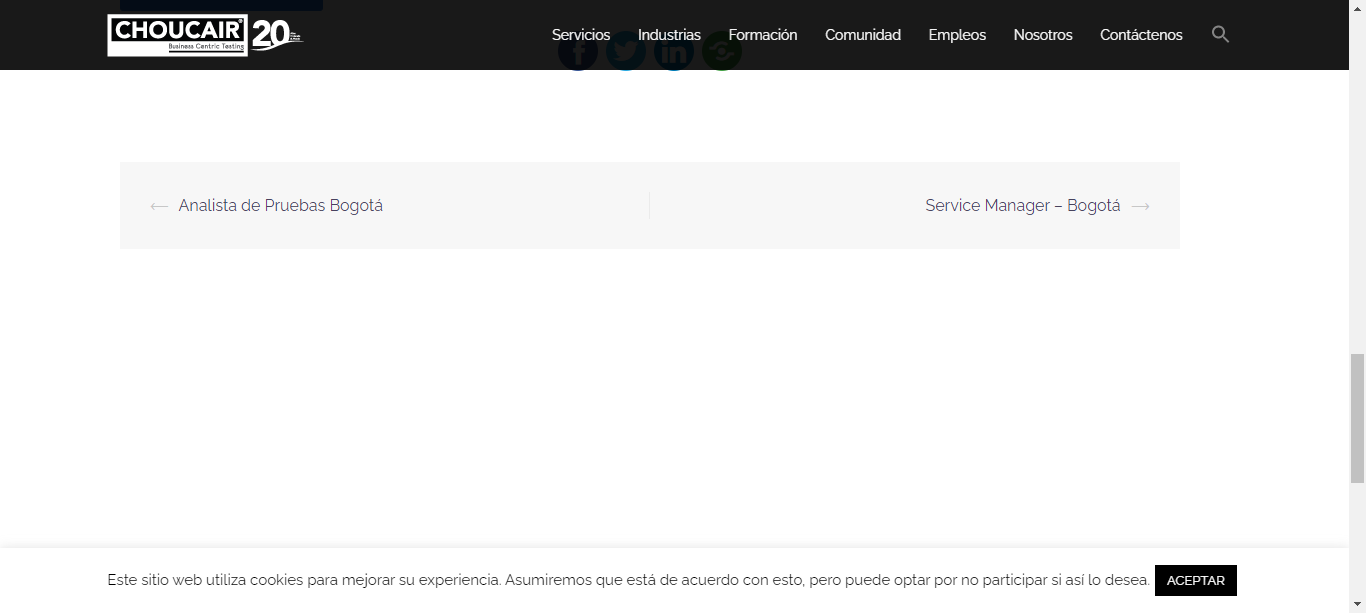 CHOUCAIR
Business Centric Testing
20
Servicios
Industrias
Formación
Comunidad
Empleos
Nosotros
Contáctenos
Analista de Pruebas Bogotá
Service Manager – Bogotá
Este sitio web utiliza cookies para mejorar su experiencia. Asumiremos que está de acuerdo con esto, pero puede optar por no participar si así lo desea.
ACEPTAR